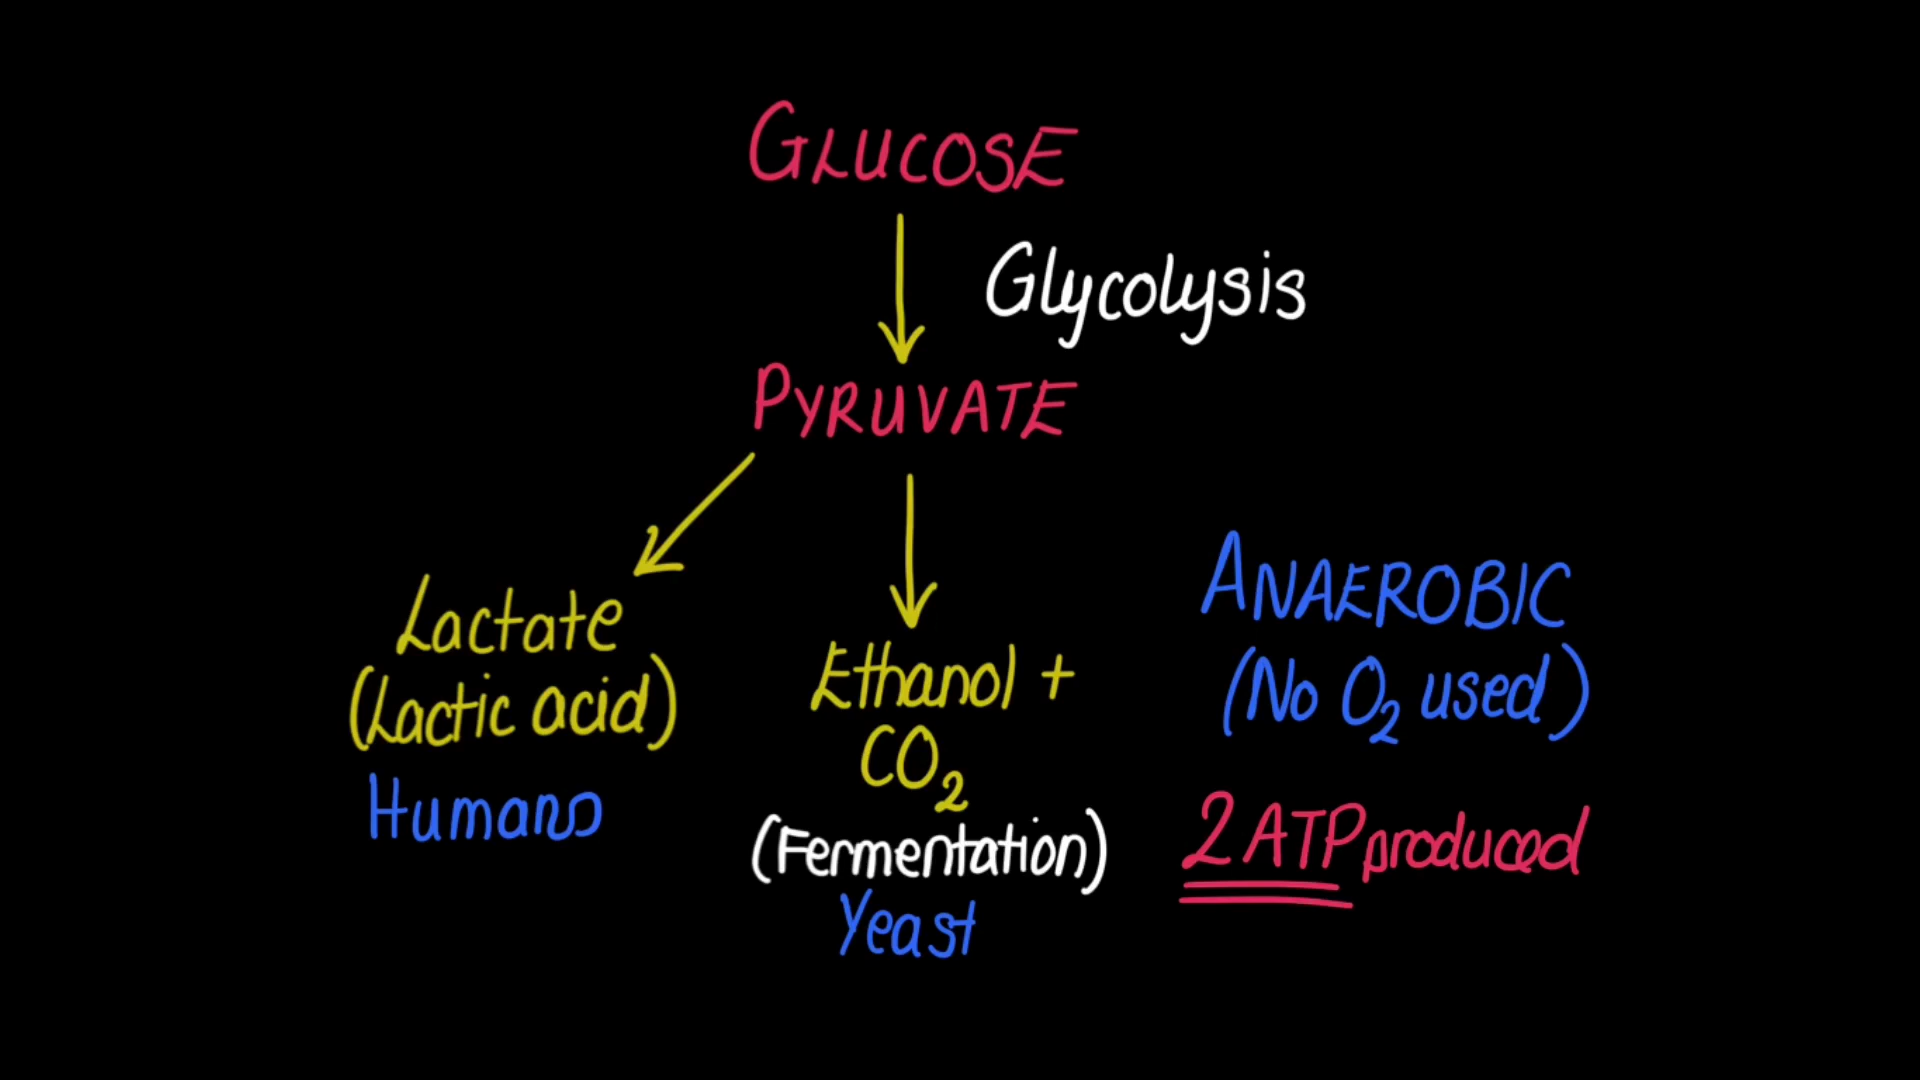 GLUCOSE
Glycolysis
PYRUVATE
Lactate
(Lactic acid)
Humans
Ethanol +
CO₂
(Fermentation)
Yeast
ANAEROBIC
(No O₂ used)
2 ATP produced